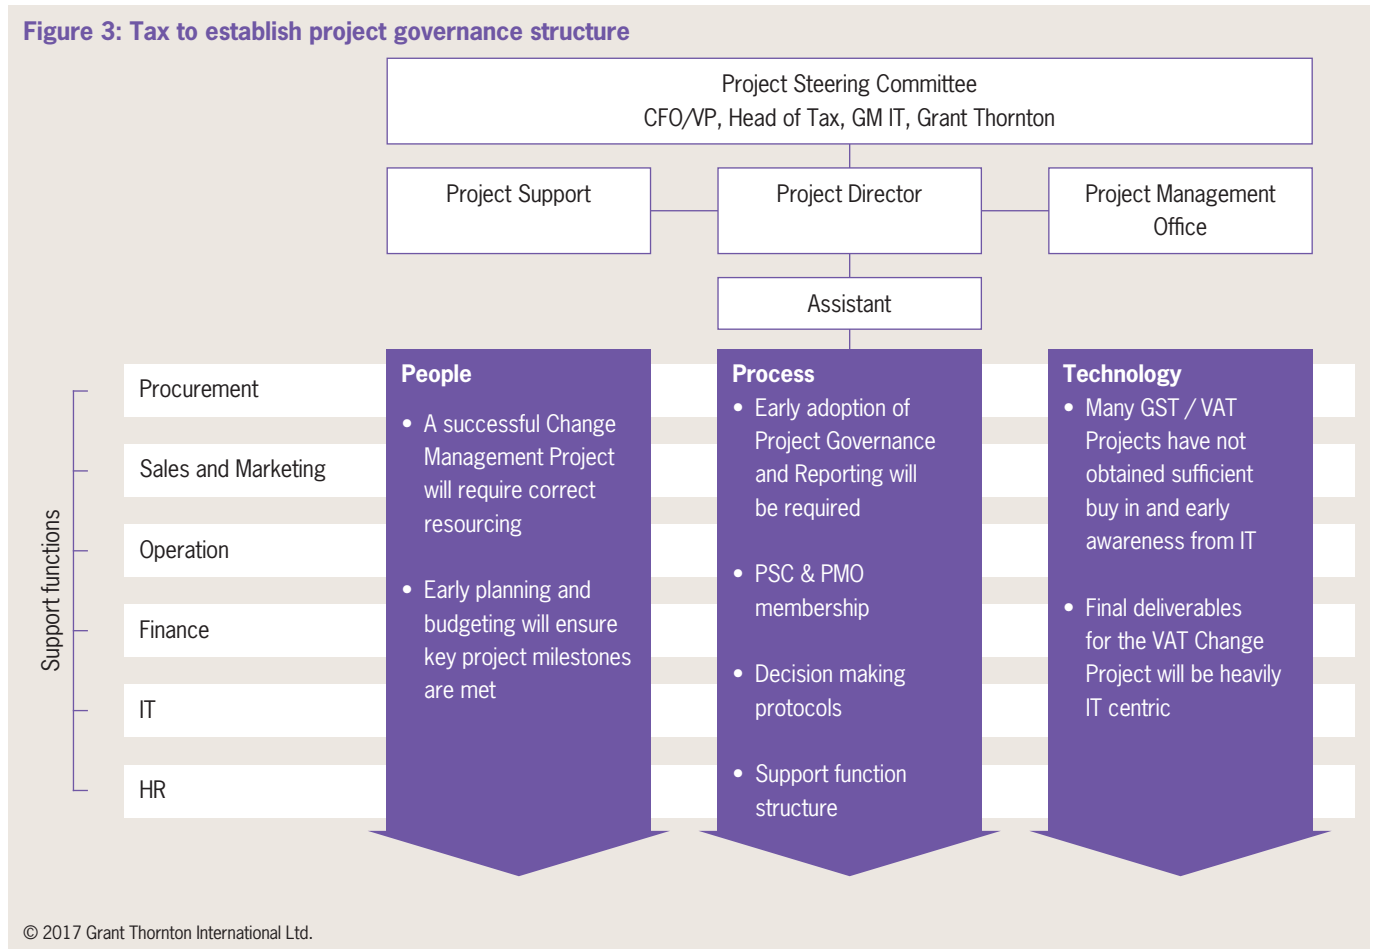 Figure 3: Tax to establish project governance structure
Project Steering Committee
CFO/VP, Head of Tax, GM IT, Grant Thornton
Project Support
Project Director
Project Management
Office
Assistant
Support functions
Procurement
Sales and Marketing
Operation
Finance
IT
HR
People
• A successful Change
Management Project
will require correct
resourcing
• Early planning and
budgeting will ensure
key project milestones
are met
Process
• Early adoption of
Project Governance
and Reporting will
be required
• PSC & PMO
membership
• Decision making
protocols
• Support function
structure
Technology
• Many GST / VAT
Projects have not
obtained sufficient
buy in and early
awareness from IT
• Final deliverables
for the VAT Change
Project will be heavily
IT centric
© 2017 Grant Thornton International Ltd.